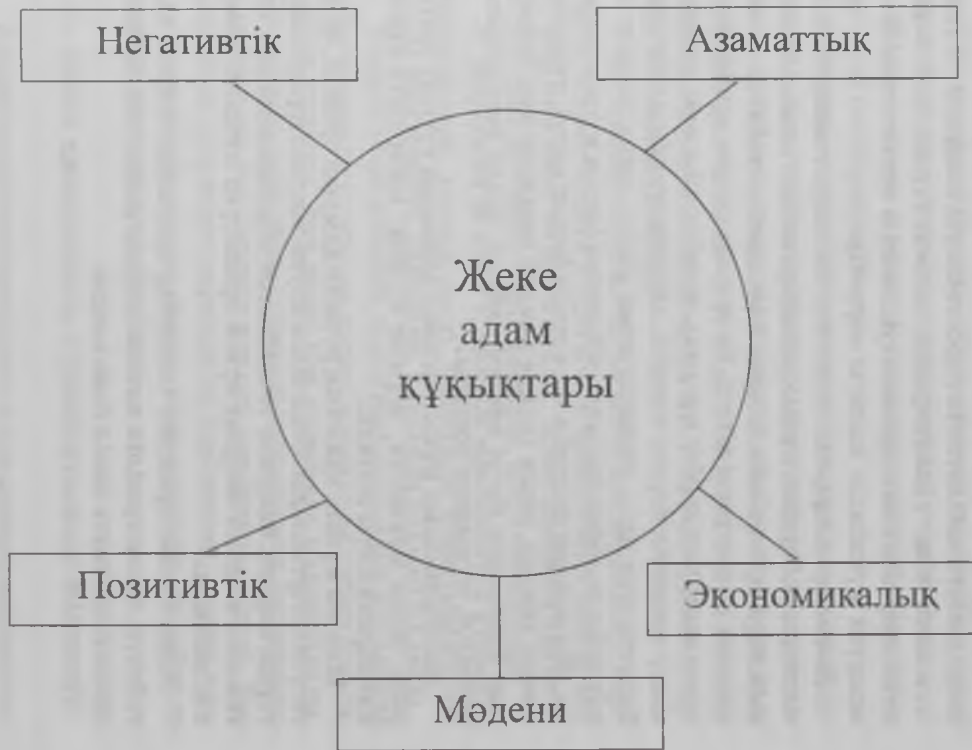 Негативтік
Азаматтық
Жеке
адам
құқықтары
Позитивтік
Экономикалық
Мәдени